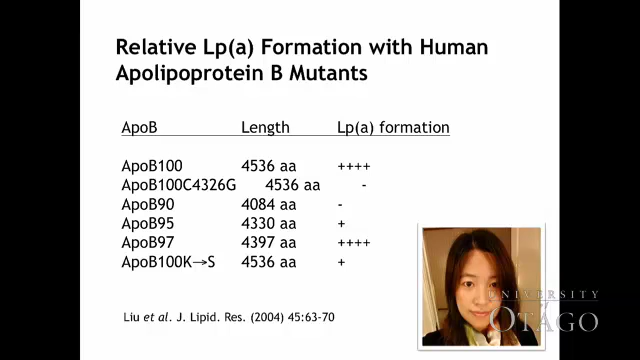 Relative Lp(a) Formation with Human
Apolipoprotein B Mutants
ApoB Length Lp(a) formation
ApoB100 4536 aa ++++
ApoB100C4326G 4536 aa -
ApoB90 4084 aa -
ApoB95 4330 aa +
ApoB97 4397 aa ++++
ApoB100K→S 4536 aa +
Liu et al. J. Lipid. Res. (2004) 45:63-70
UNIVERSITY
OTAGO